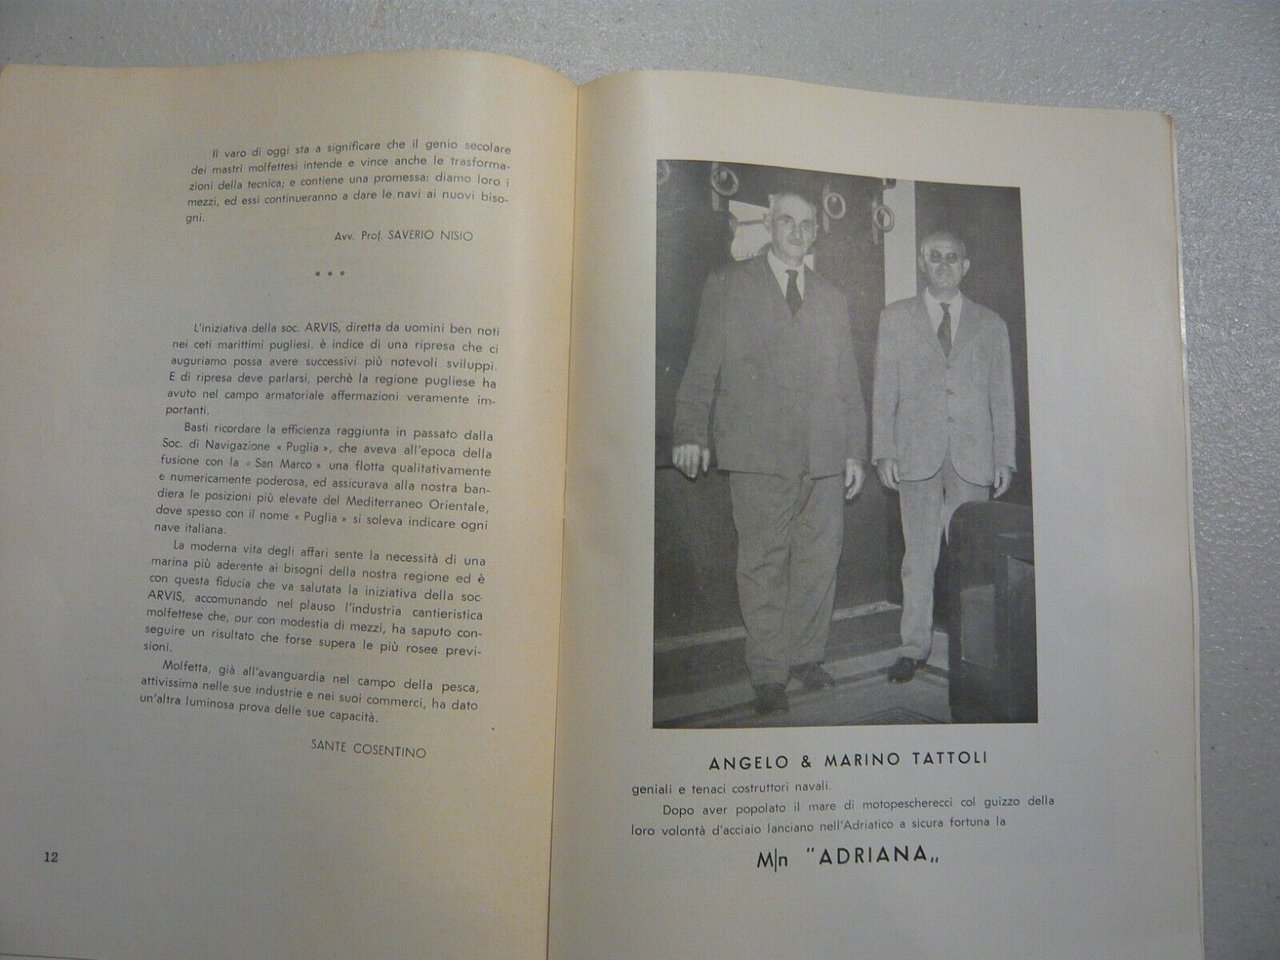 Il varo di oggi sta a significare che il genio secolare
dei mastri molfettesi intende e vince anche le trasforma-
zioni della tecnica; e contiene una promessa: diamo loro i
mezzi, ed essi continueranno a dare le navi ai nuovi biso-
gni.
Avv. Prof. SAVERIO NISIO
* * *
L'iniziativa della soc. ARVIS, diretta da uomini ben noti
nei ceti marittimi pugliesi, è indice di una ripresa che ci
auguriamo possa avere successivi più notevoli sviluppi.
E di ripresa deve parlarsi, perchè la regione pugliese ha
avuto nel campo armatoriale affermazioni veramente im-
portanti.
Basti ricordare la efficienza raggiunta in passato dalla
Soc. di Navigazione « Puglia », che aveva all'epoca della
fusione con la « San Marco » una flotta qualitativamente
e numericamente poderosa, ed assicurava alla nostra ban-
diera le posizioni più elevate del Mediterraneo Orientale,
dove spesso con il nome « Puglia » si soleva indicare ogni
nave italiana.
La moderna vita degli affari sente la necessità di una
marina più aderente ai bisogni della nostra regione ed è
con questa fiducia che va salutata la iniziativa della soc.
ARVIS, accomunando nel plauso l'industria cantieristica
molfettese che, pur con modestia di mezzi, ha saputo con-
seguire un risultato che forse supera le più rosee previ-
sioni.
Molfetta, già all'avanguardia nel campo della pesca,
attivissima nelle sue industrie e nei suoi commerci, ha dato
un'altra luminosa prova delle sue capacità.
SANTE COSENTINO
12
ANGELO & MARINO TATTOLI
geniali e tenaci costruttori navali.
Dopo aver popolato il mare di motopescherecci col guizzo della
loro volontà d'acciaio lanciano nell'Adriatico a sicura fortuna la
M|n "ADRIANA„